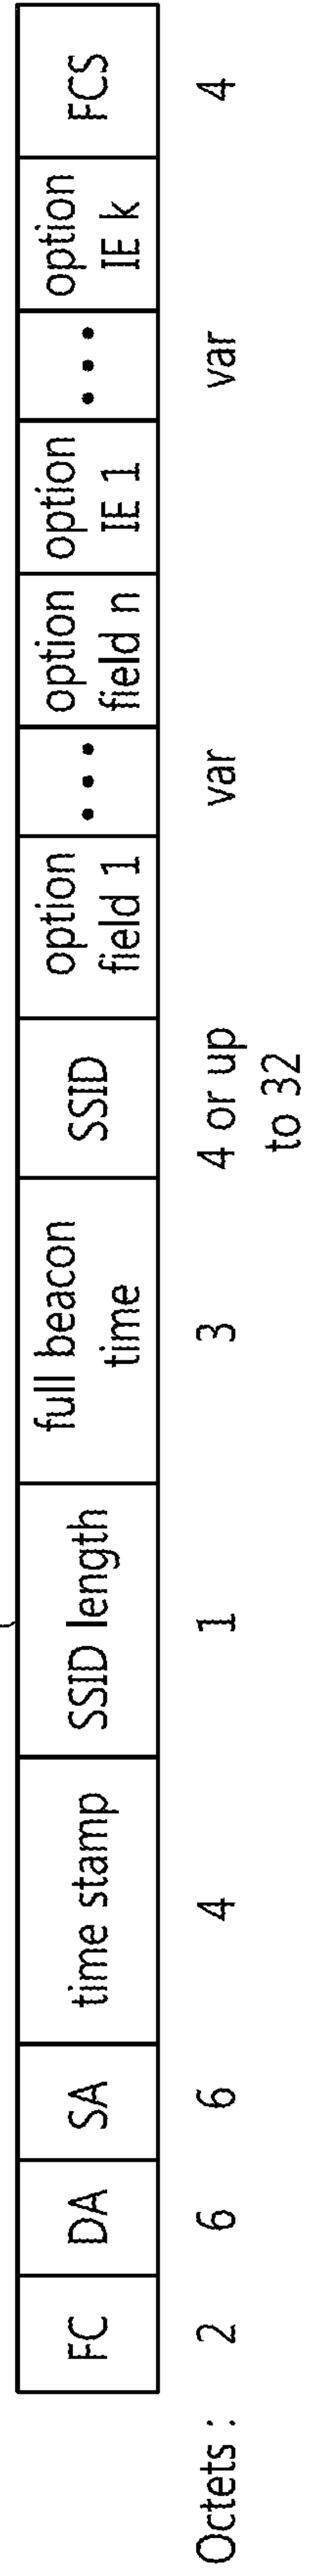 FC
DA
SA
time stamp
SSID length
full beacon
time
SSID
option
field 1
• • •
option
field n
option
IE 1
• • •
option
IE k
FCS
Octets : 2 6 6 4 1 3 4 or up var var 4
to 32